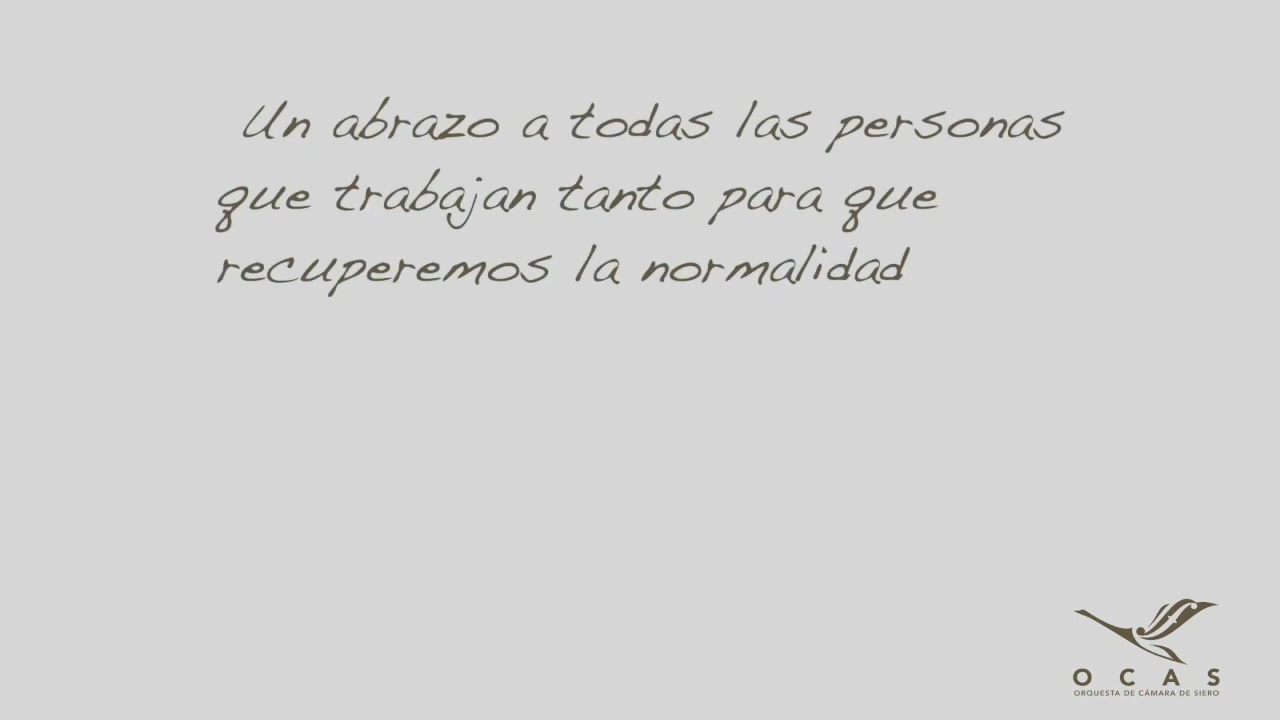 Un abrazo a todas las personas
que trabajan tanto para que
recuperemos la normalidad
OCAS
ORQUESTA DE CÁMARA DE SIERO